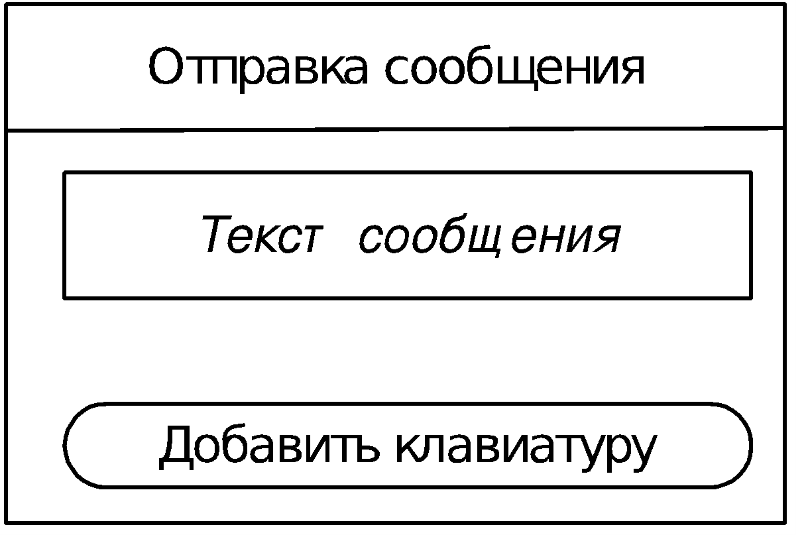 Отправка сообщения
Текст сообщения
Добавить клавиатуру